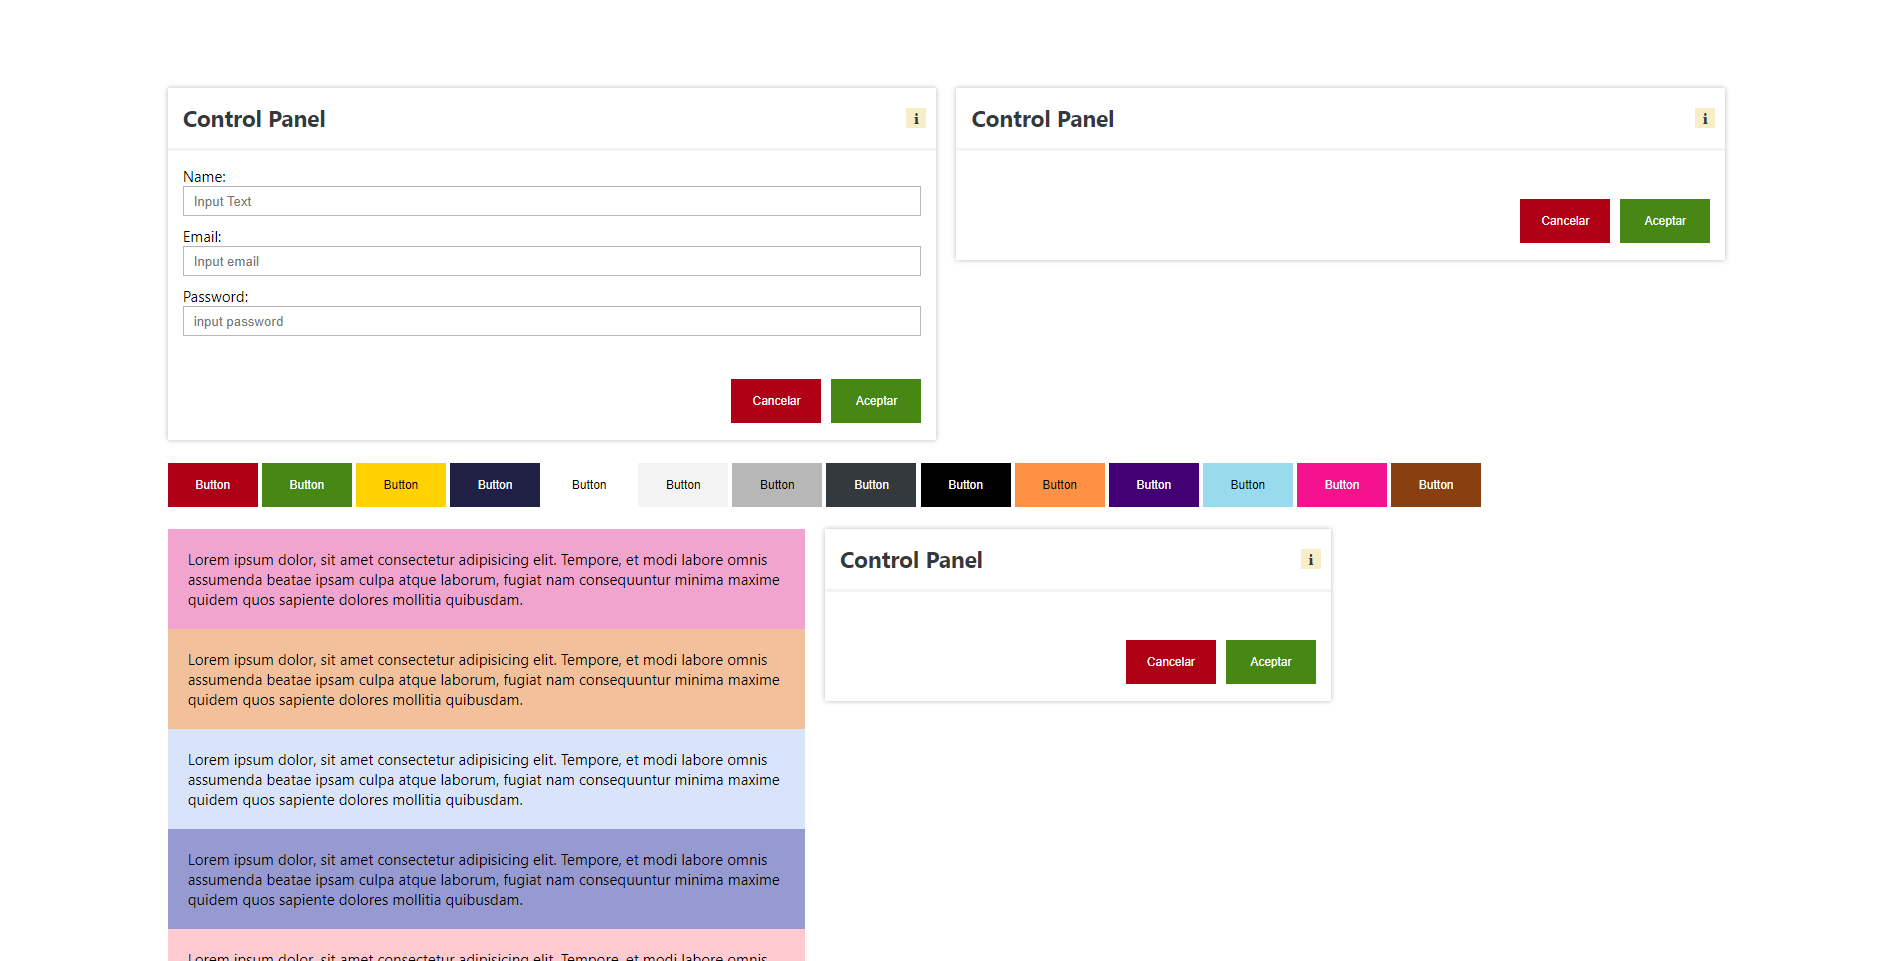 Control Panel
i
Name:
Input Text
Email:
Input email
Password:
input password
Cancelar
Aceptar
Control Panel
i
Cancelar
Aceptar
Button Button Button Button Button Button Button Button Button Button Button Button Button Button
Lorem ipsum dolor, sit amet consectetur adipisicing elit. Tempore, et modi labore omnis
assumenda beatae ipsam culpa atque laborum, fugiat nam consequuntur minima maxime
quidem quos sapiente dolores mollitia quibusdam.
Lorem ipsum dolor, sit amet consectetur adipisicing elit. Tempore, et modi labore omnis
assumenda beatae ipsam culpa atque laborum, fugiat nam consequuntur minima maxime
quidem quos sapiente dolores mollitia quibusdam.
Lorem ipsum dolor, sit amet consectetur adipisicing elit. Tempore, et modi labore omnis
assumenda beatae ipsam culpa atque laborum, fugiat nam consequuntur minima maxime
quidem quos sapiente dolores mollitia quibusdam.
Lorem ipsum dolor, sit amet consectetur adipisicing elit. Tempore, et modi labore omnis
assumenda beatae ipsam culpa atque laborum, fugiat nam consequuntur minima maxime
quidem quos sapiente dolores mollitia quibusdam.
Lorem ipsum dolor, sit amet consectetur adipisicing elit. Tempore, et modi labore omnis
Control Panel
i
Cancelar
Aceptar